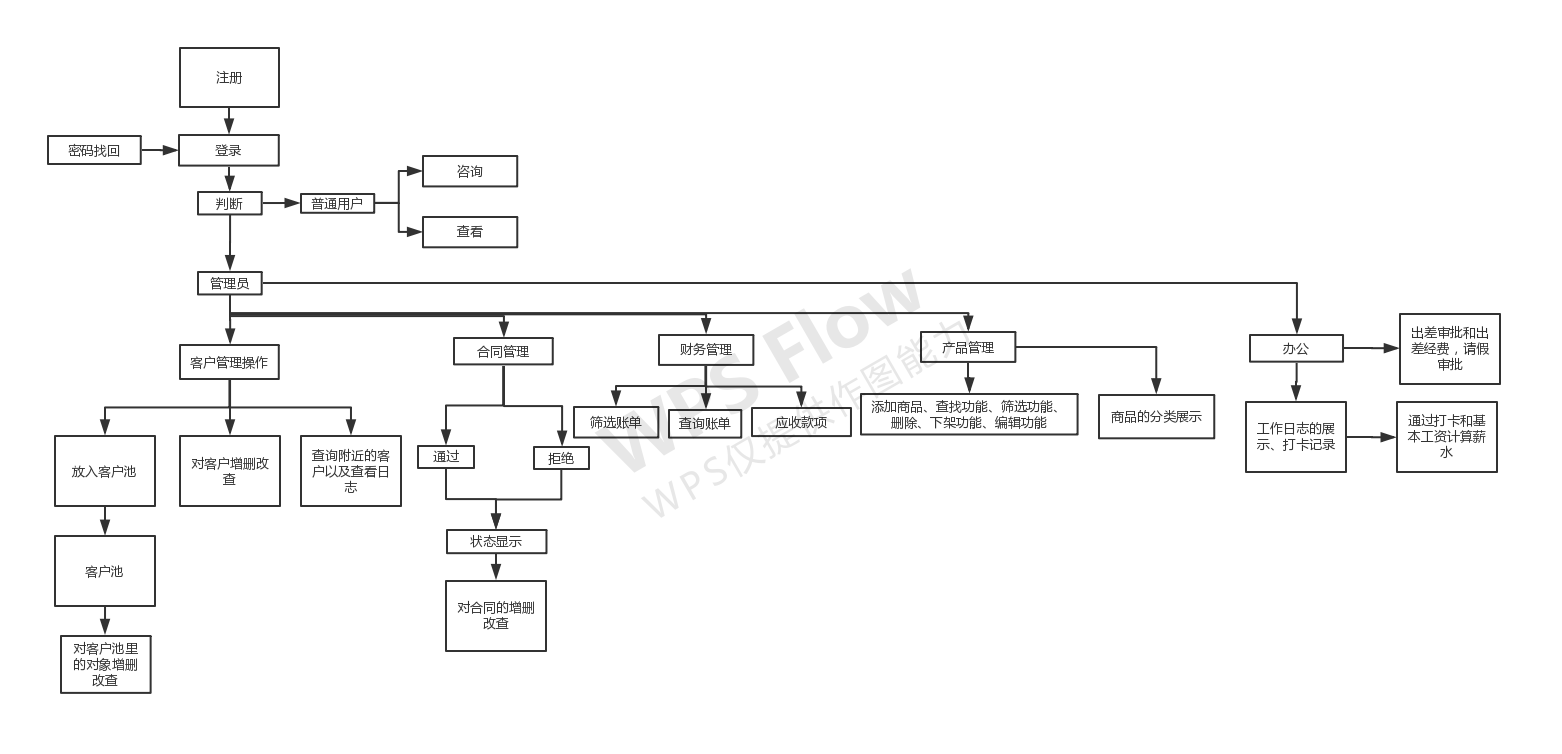 注册
密码找回
登录
判断
普通用户
咨询
查看
管理员
客户管理操作
合同管理
财务管理
产品管理
办公
出差审批和出
差经费，请假
审批
放入客户池
对客户增删改
查
查询附近的客
户以及查看日
志
通过
拒绝
筛选账单
查询账单
应收款项
添加商品、查找功能、筛选功能、
删除、下架功能、编辑功能
商品的分类展示
工作日志的展
示、打卡记录
通过打卡和基
本工资计算薪
水
客户池
状态显示
对客户池里
的对象增删
改查
对合同的增删
改查
WPS Flow
WPS仅提供作图能力